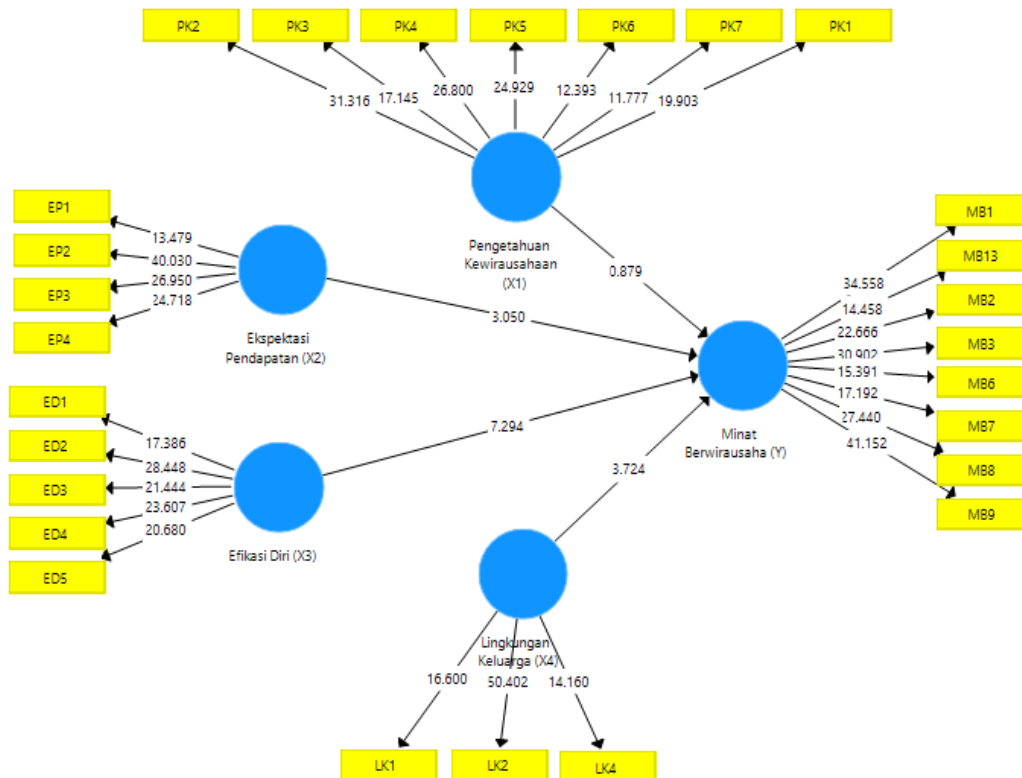 PK2
PK3
PK4
PK5
PK6
PK7
PK1
31.316
17.145
26.800
24.929
12.393
11.777
19.903
Pengetahuan
Kewirausahaan
(X1)
EP1
EP2
EP3
EP4
13.479
40.030
26.950
24.718
Ekspektasi
Pendapatan (X2)
0.879
3.050
7.294
3.724
ED1
ED2
ED3
ED4
ED5
17.386
28.448
21.444
23.607
20.680
Efikasi Diri (X3)
Minat
Berwirausaha (Y)
34.558
14.458
22.666
30.902
15.391
17.192
27.440
41.152
MB1
MB13
MB2
MB3
MB6
MB7
MB8
MB9
Lingkungan
Keluarga (X4)
16.600
50.402
14.160
LK1
LK2
LK4